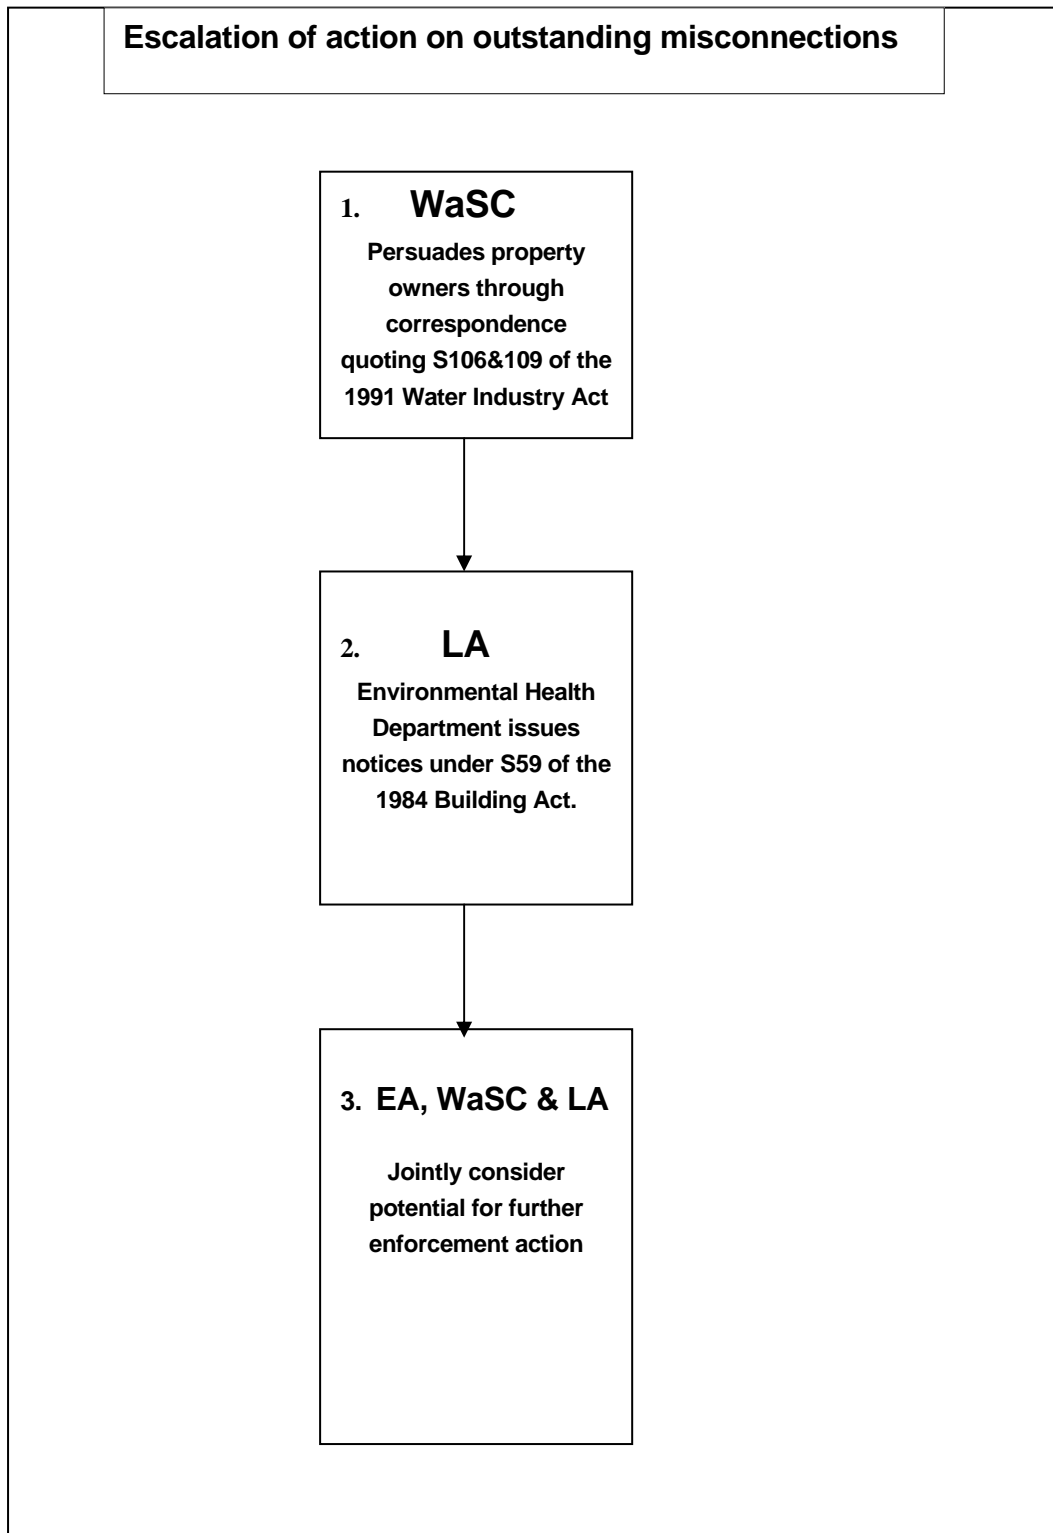 Escalation of action on outstanding misconnections
1. WaSC
Persuades property
owners through
correspondence
quoting S106&109 of the
1991 Water Industry Act
2. LA
Environmental Health
Department issues
notices under S59 of the
1984 Building Act.
3. EA, WaSC & LA
Jointly consider
potential for further
enforcement action